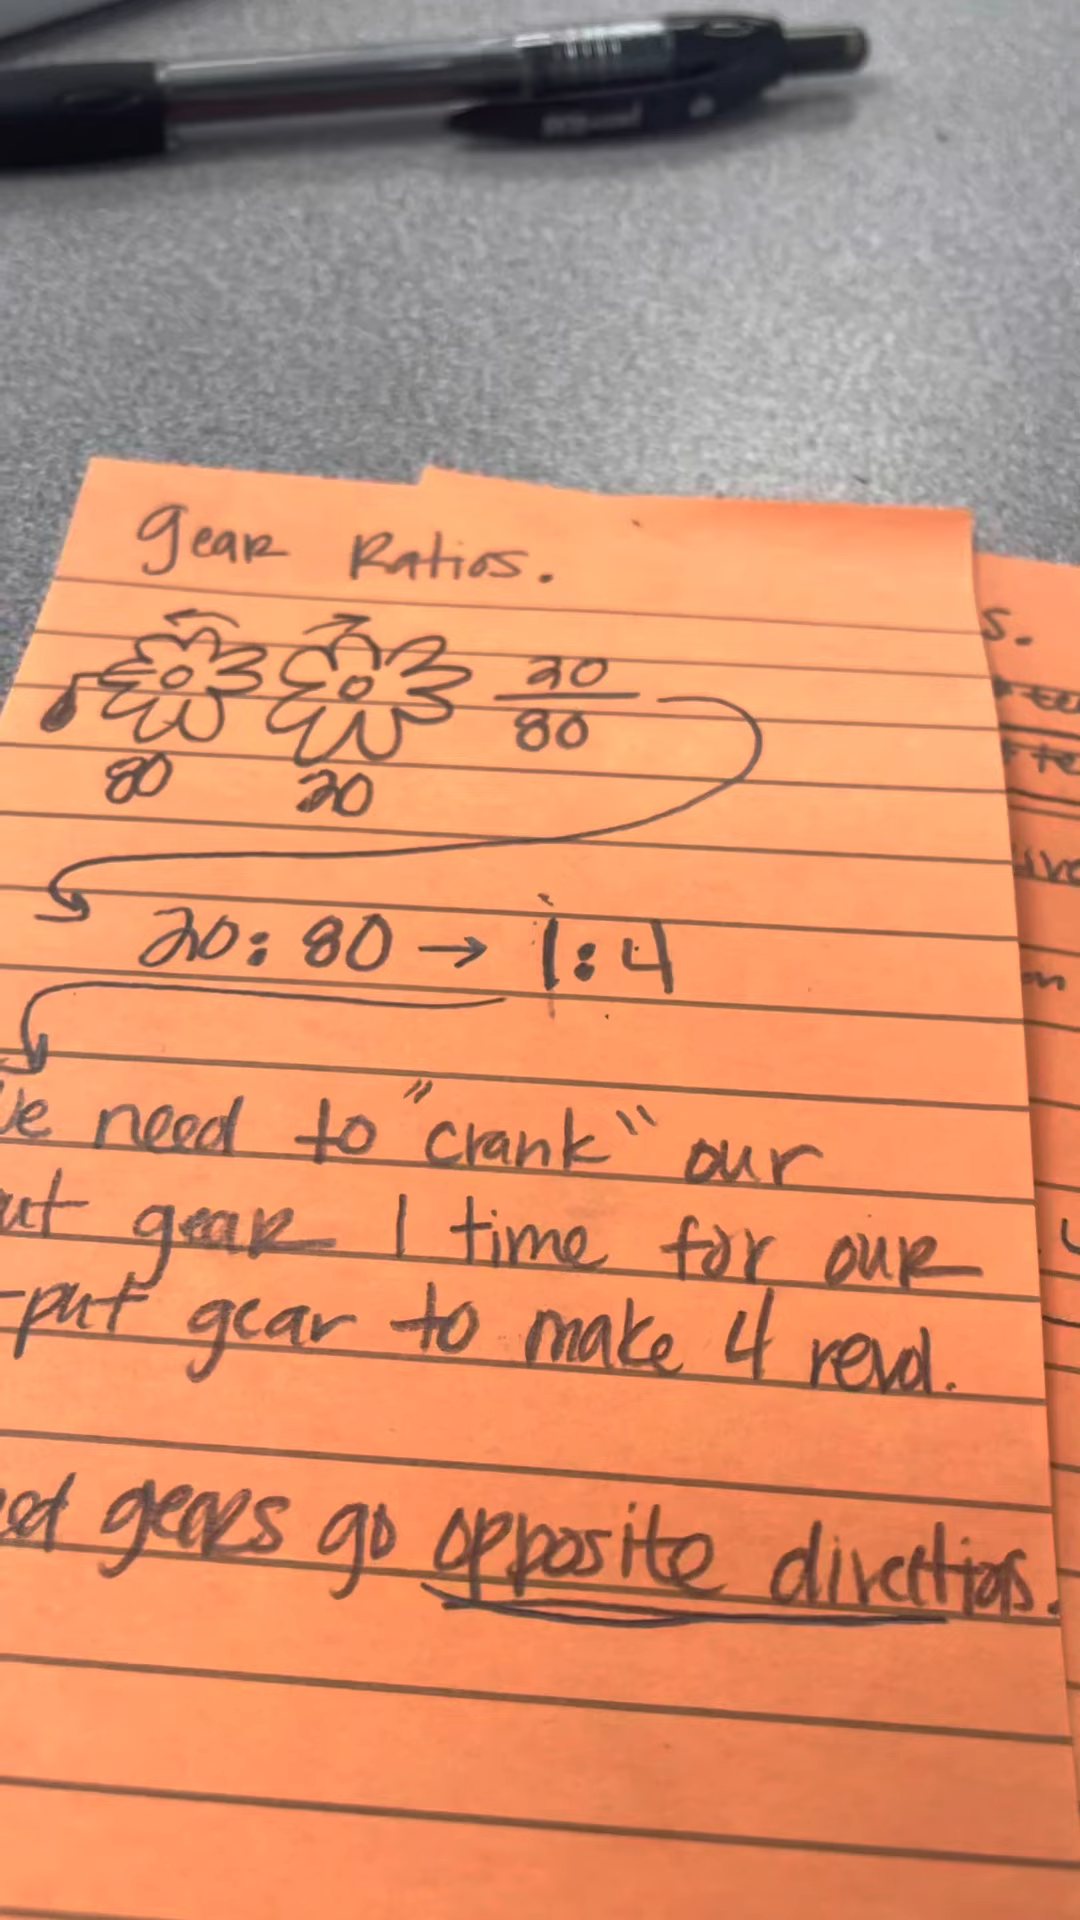 Gear Ratios.
20
80
80 20
20:80 → 1:4
need to "crank" our
gear 1 time for our
-put gear to make 4 revol.
gears go opposite directions.
s.